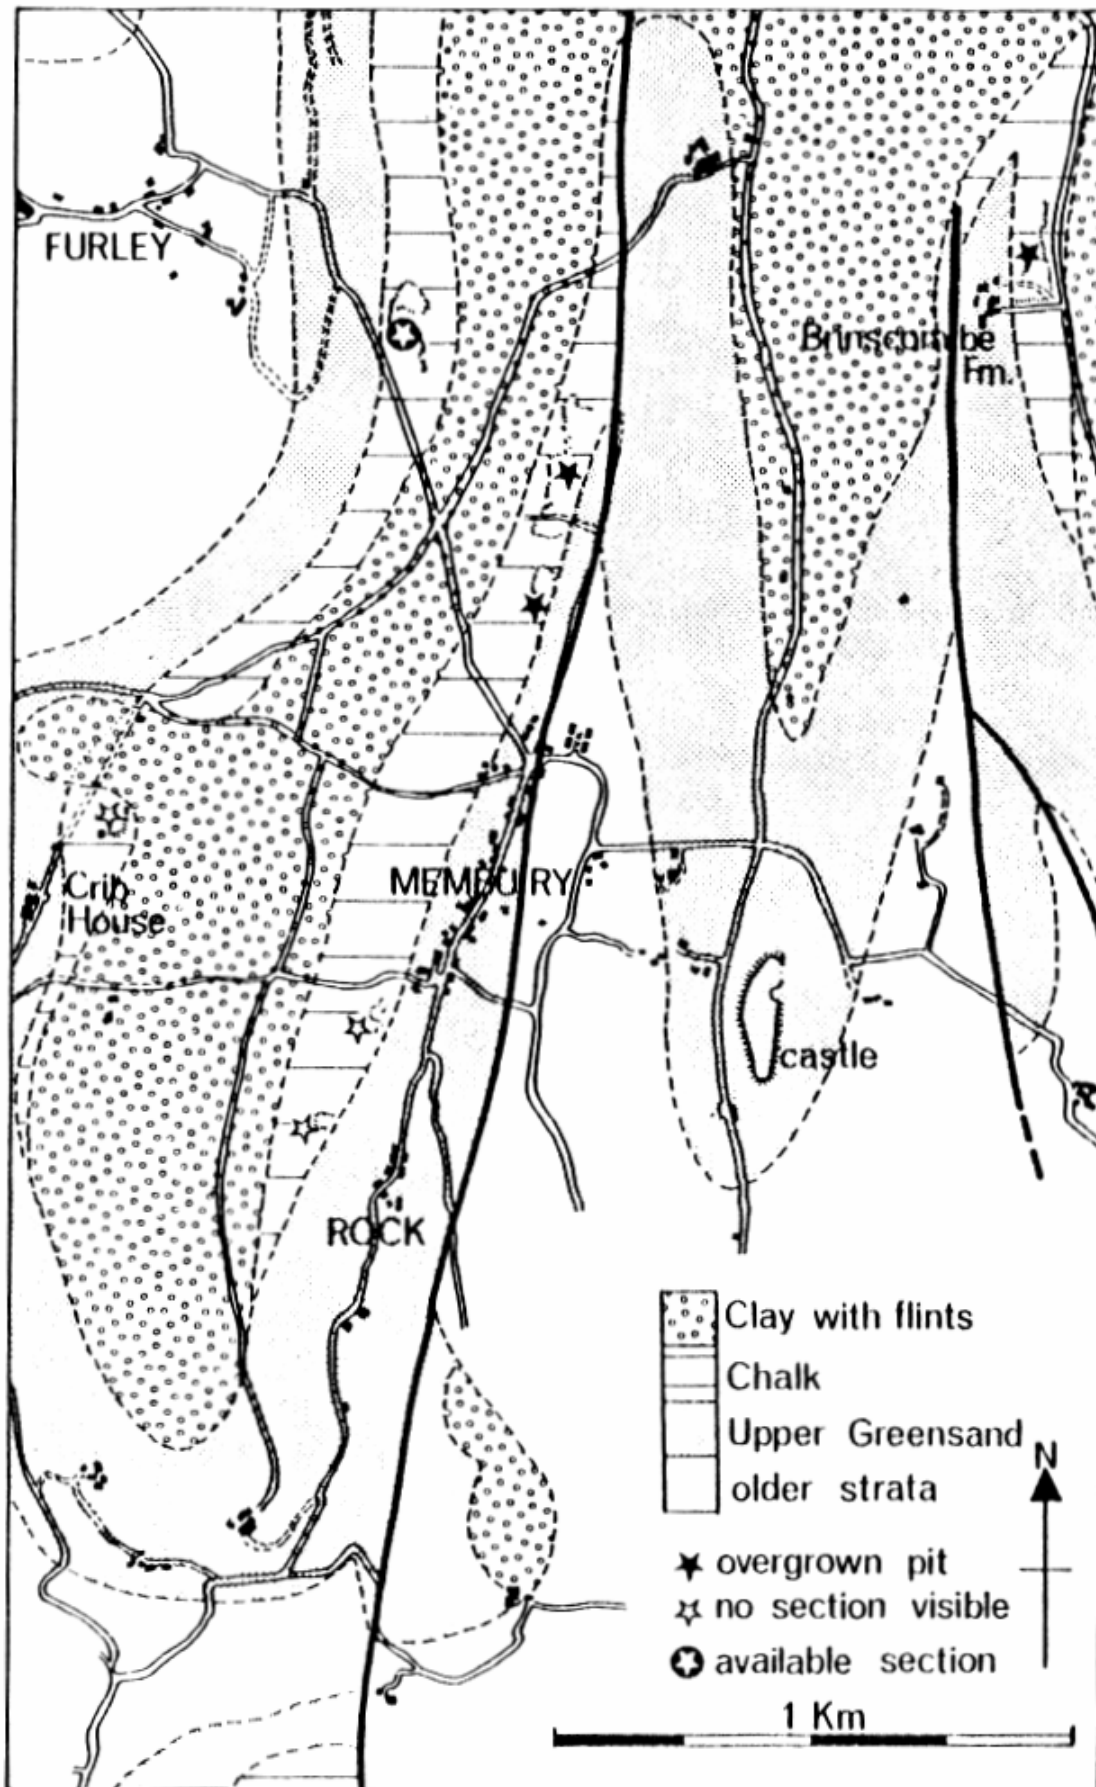 FURLEY
Brinscombe
Fm.
Crib
House
MEMBURY
castle
ROCK
Clay with flints
Chalk
Upper Greensand
older strata
N
overgrown pit
no section visible
available section
1 Km